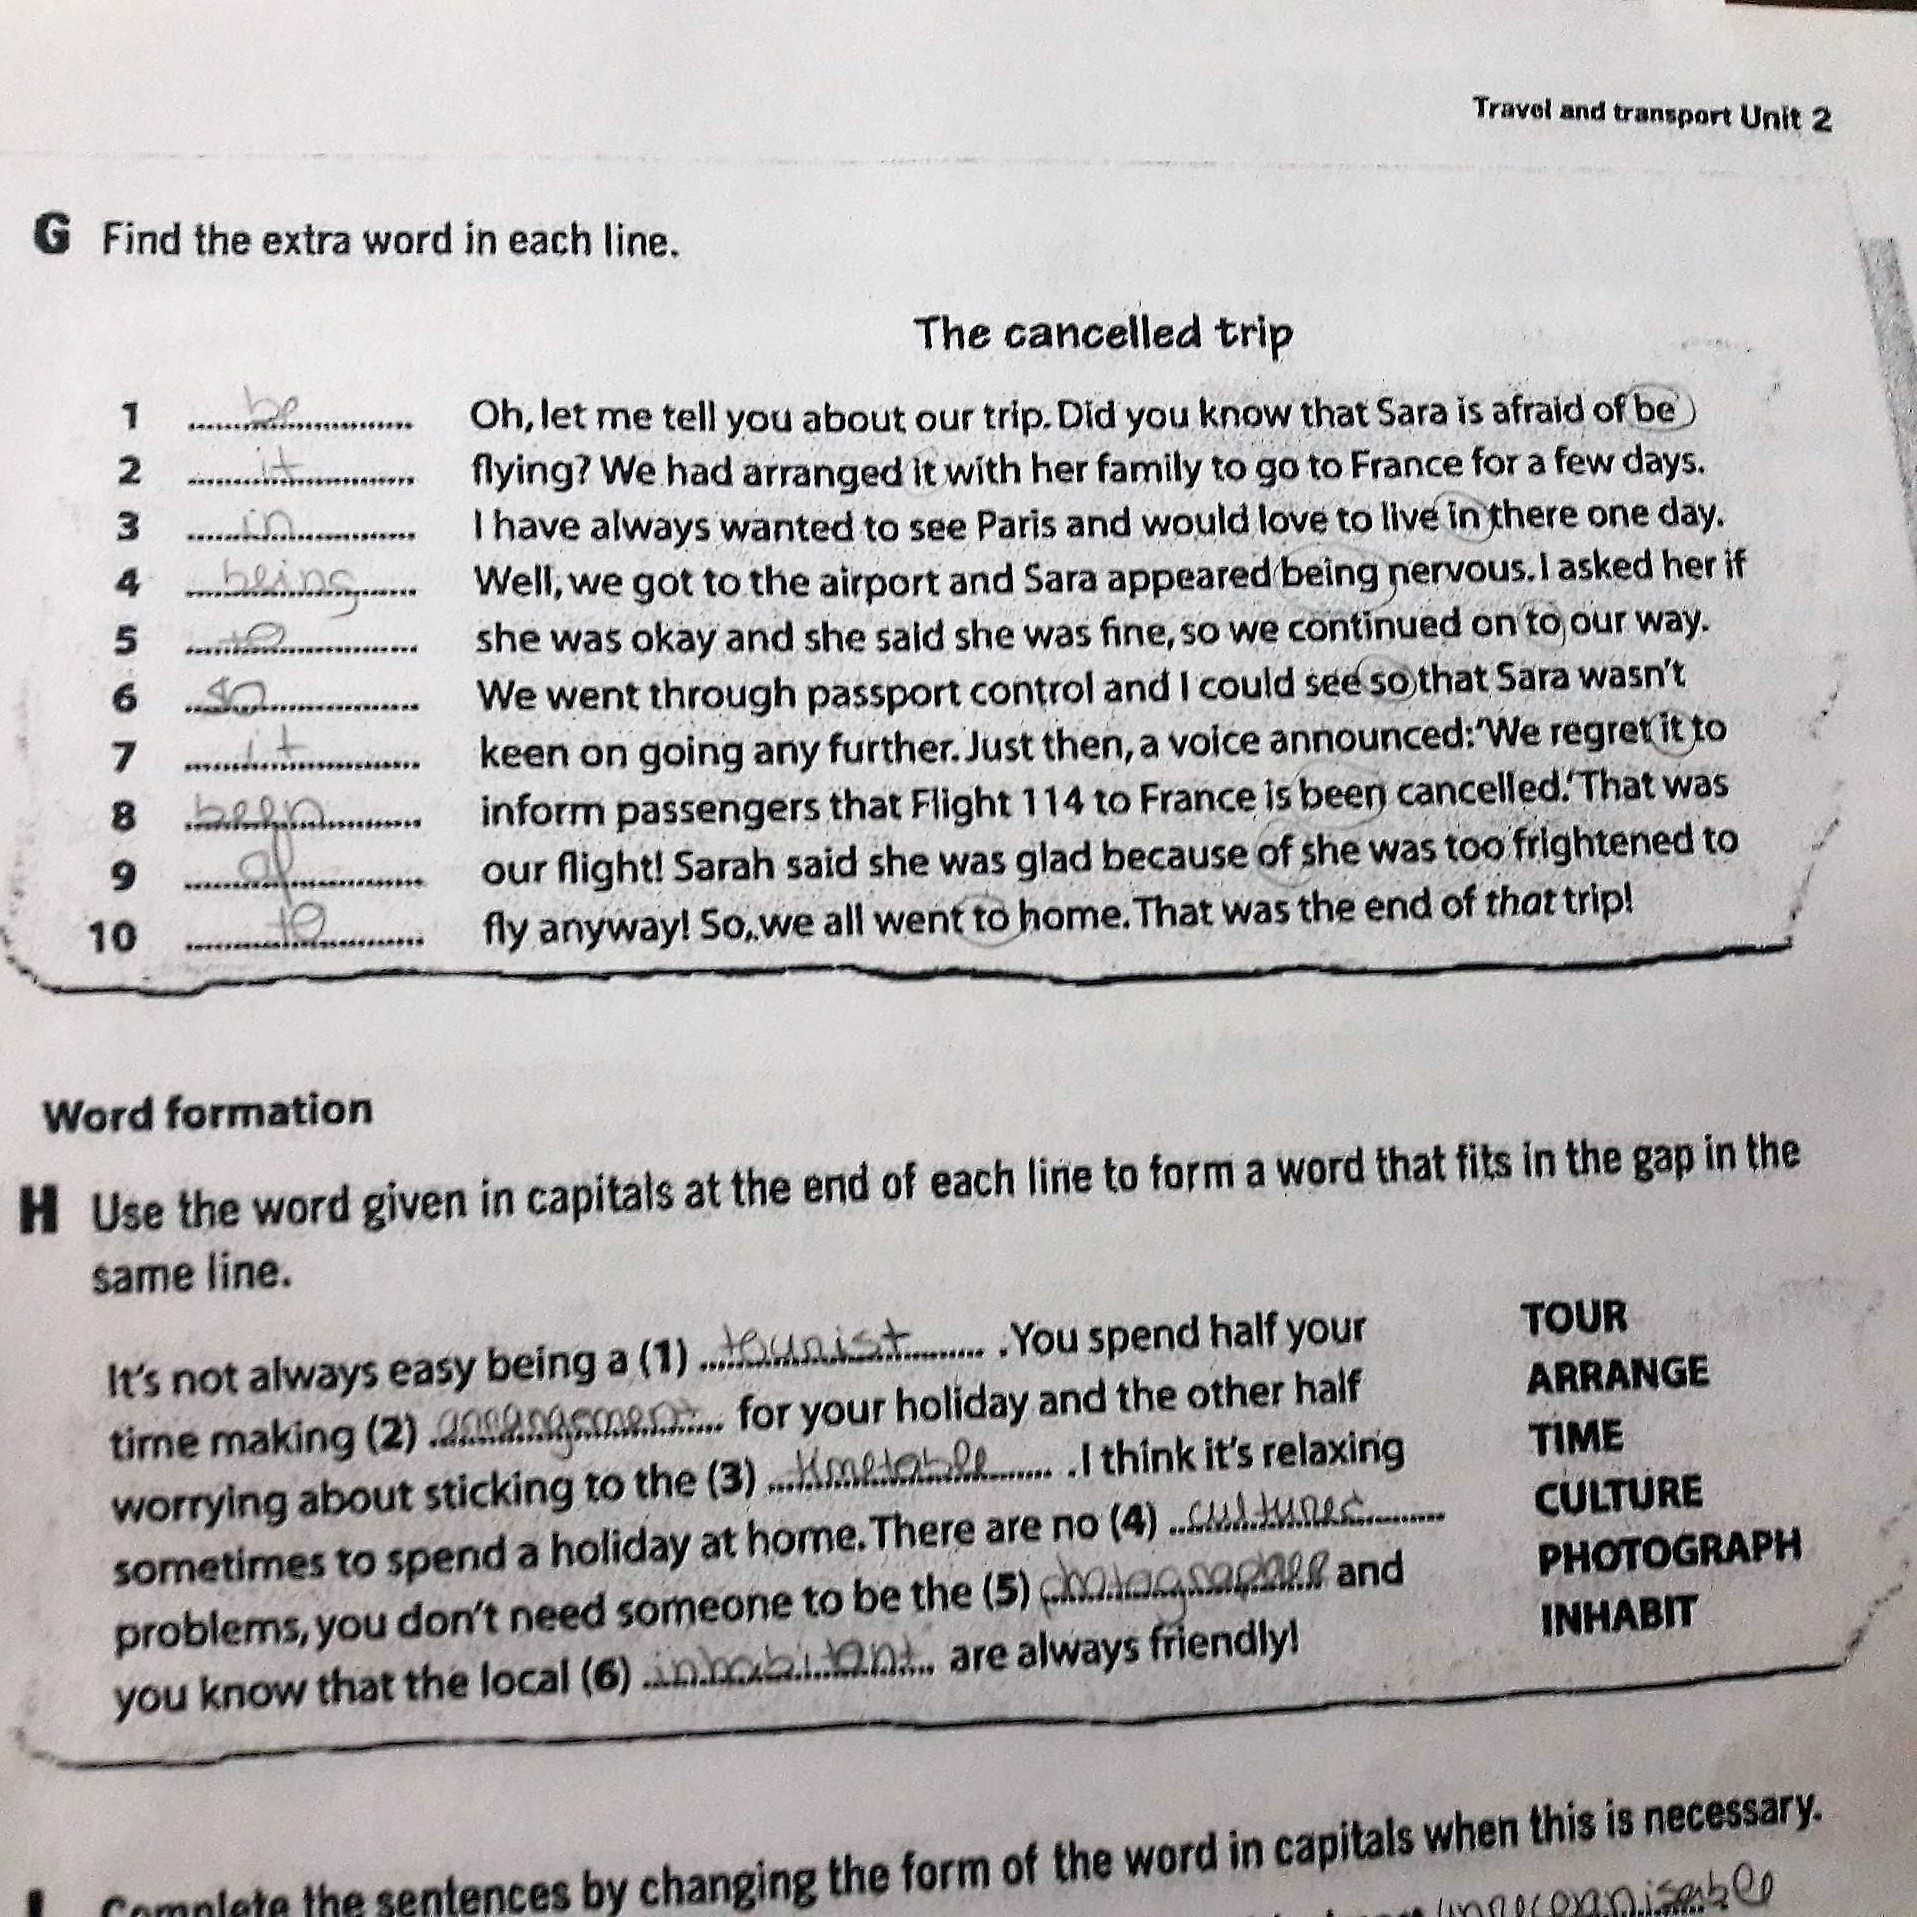 Travel and transport Unit 2
G Find the extra word in each line.
The cancelled trip
1 be Oh, let me tell you about our trip. Did you know that Sara is afraid of be
2 it flying? We had arranged it with her family to go to France for a few days.
3 in I have always wanted to see Paris and would love to live in there one day.
4 being Well, we got to the airport and Sara appeared being nervous. I asked her if
5 to she was okay and she said she was fine, so we continued on to our way.
6 so We went through passport control and I could see so that Sara wasn't
7 it keen on going any further. Just then, a voice announced: 'We regret it to
8 been inform passengers that Flight 114 to France is been cancelled.' That was
9 of our flight! Sarah said she was glad because of she was too frightened to
10 to fly anyway! So, we all went to home. That was the end of that trip!
Word formation
H Use the word given in capitals at the end of each line to form a word that fits in the gap in the
same line.
It's not always easy being a (1) tourist . You spend half your TOUR
time making (2) arrangement for your holiday and the other half ARRANGE
worrying about sticking to the (3) timetable . I think it's relaxing TIME
sometimes to spend a holiday at home. There are no (4) CULTURE
problems, you don't need someone to be the (5) photographer and PHOTOGRAPH
you know that the local (6) inhabitant are always friendly! INHABIT
I Complete the sentences by changing the form of the word in capitals when this is necessary.
unrecognisable